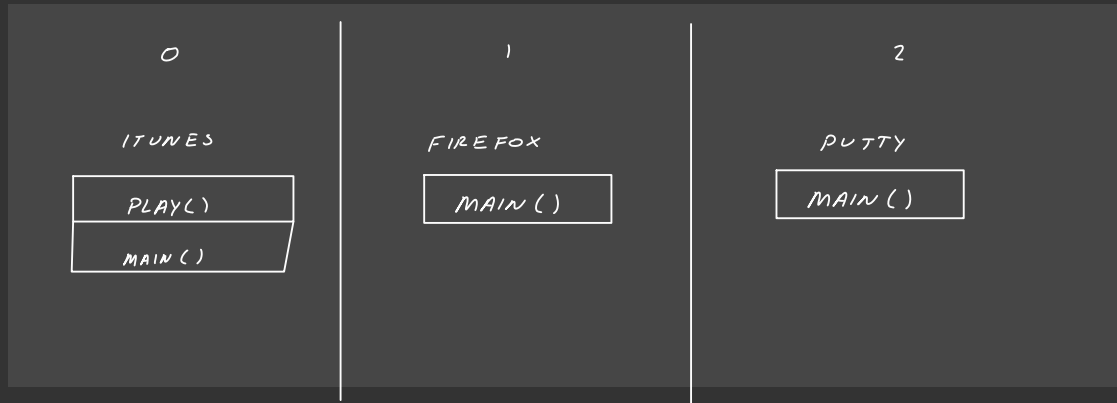 0
1
2
ITUNES
FIREFOX
PUTTY
PLAY()
MAIN()
MAIN()
MAIN()